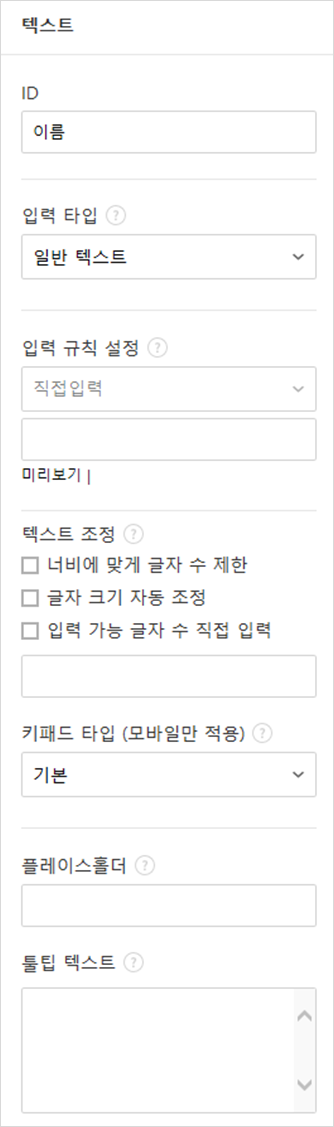 텍스트
ID
이름
입력 타입 ?
일반 텍스트
입력 규칙 설정 ?
직접입력
미리보기 |
텍스트 조정 ?
너비에 맞게 글자 수 제한
글자 크기 자동 조정
입력 가능 글자 수 직접 입력
키패드 타입 (모바일만 적용) ?
기본
플레이스홀더 ?
툴팁 텍스트 ?